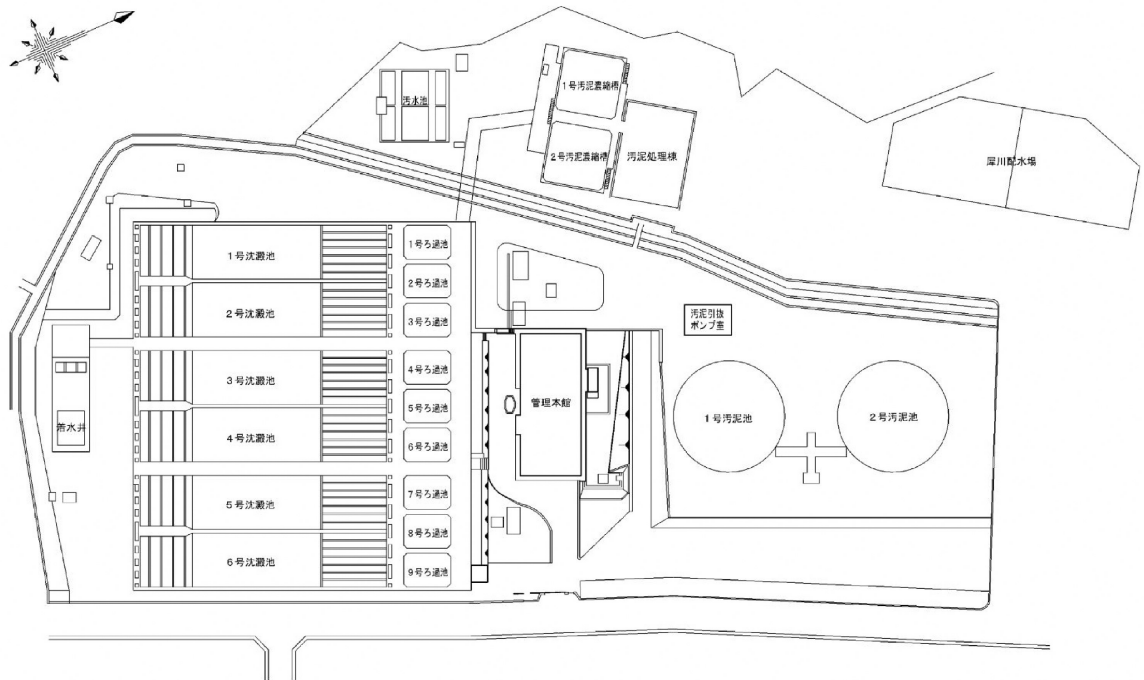 汚水池
1号汚泥濃縮槽
2号汚泥濃縮槽
汚泥処理棟
犀川配水場
1号沈澱池
2号沈澱池
3号沈澱池
4号沈澱池
5号沈澱池
6号沈澱池
1号ろ過池
2号ろ過池
3号ろ過池
4号ろ過池
5号ろ過池
6号ろ過池
7号ろ過池
8号ろ過池
9号ろ過池
着水井
管理本館
汚泥引抜
ポンプ室
1号汚泥池
2号汚泥池